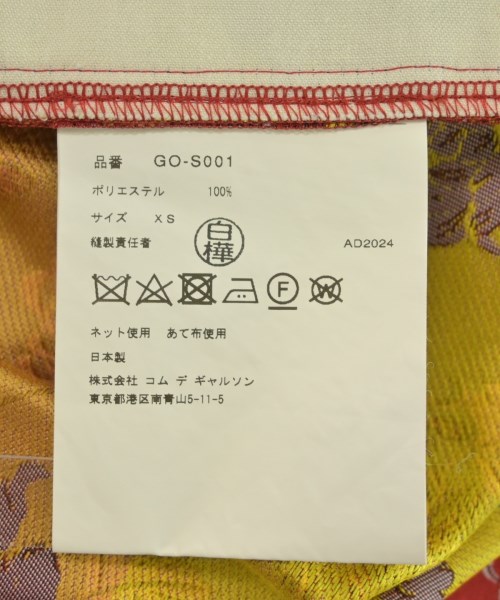 品番 GO-S001
ポリエステル 100%
サイズ XS
縫製責任者 白樺 AD2024
F W
ネット使用 あて布使用
日本製
株式会社 コム デ ギャルソン
東京都港区南青山5-11-5